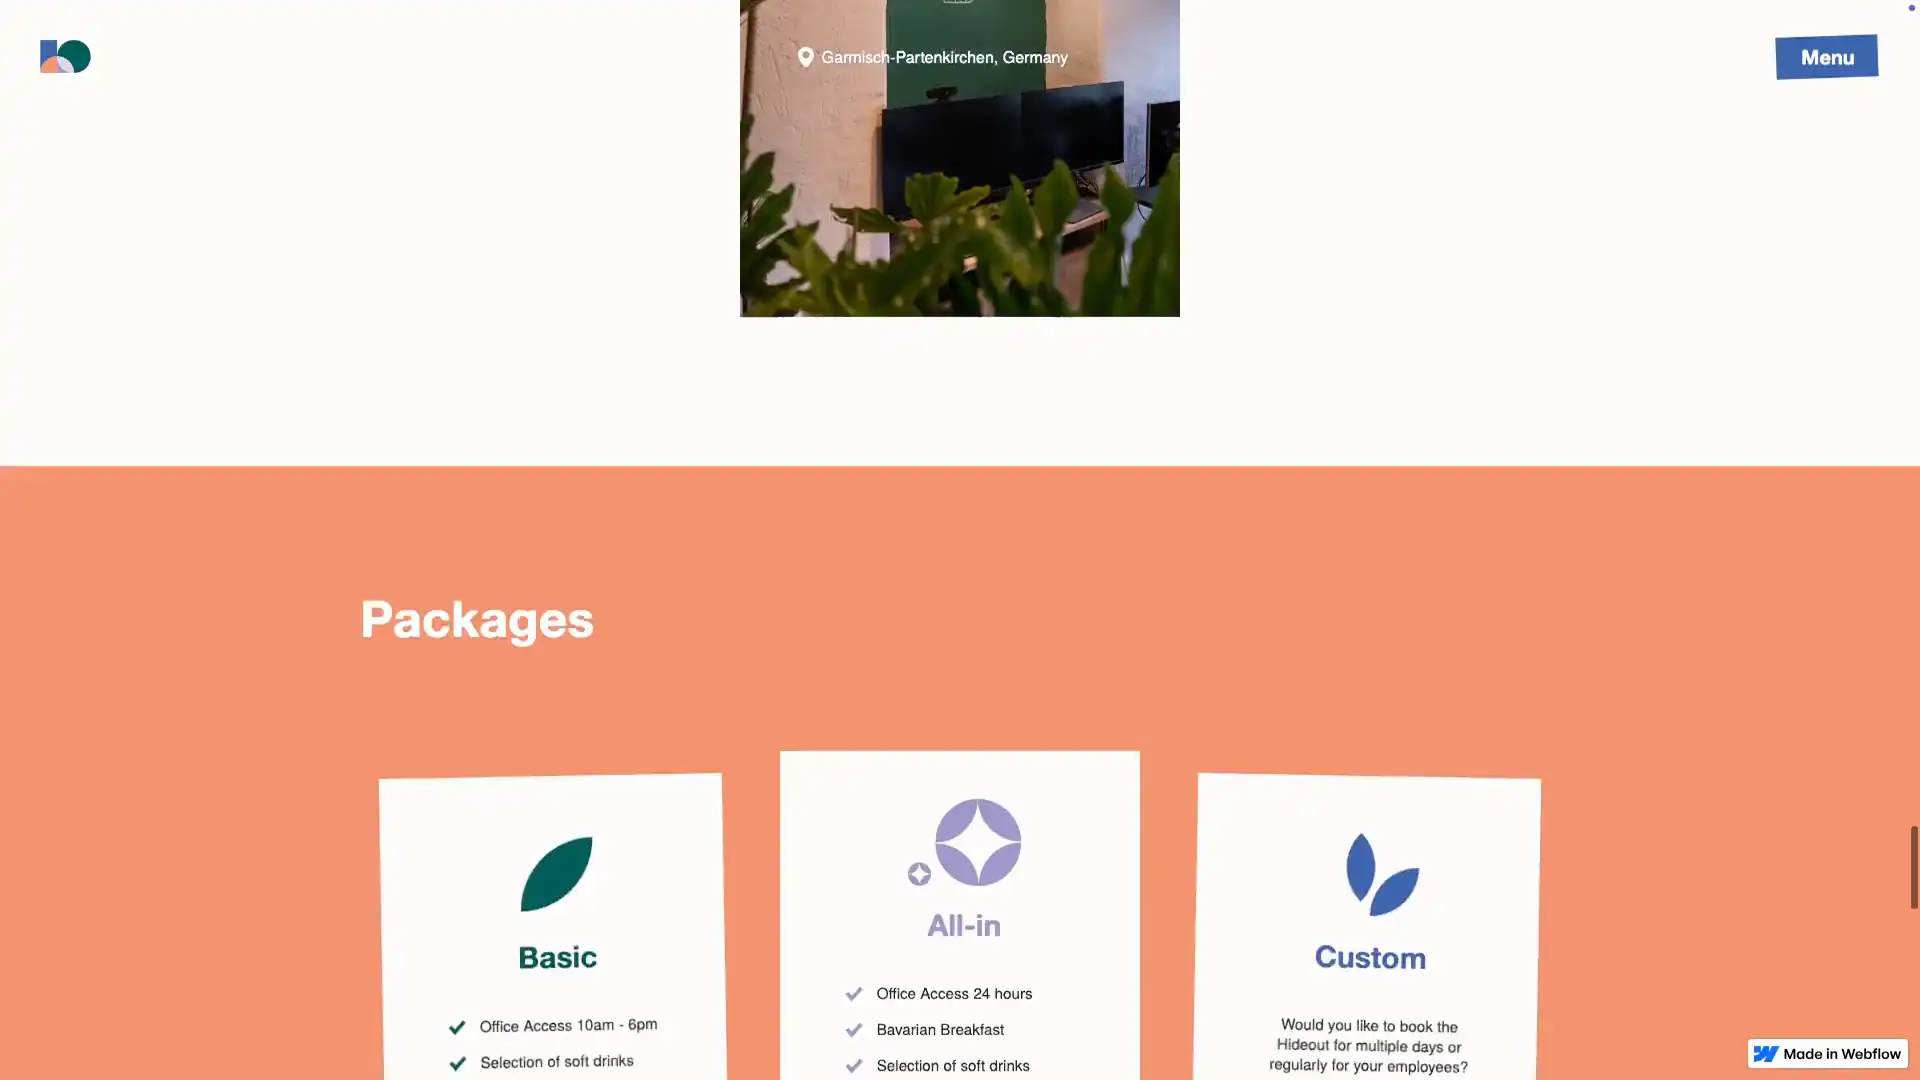 Garmisch-Partenkirchen, Germany
Menu
Packages
Basic
Office Access 10am - 6pm
Selection of soft drinks
All-in
Office Access 24 hours
Bavarian Breakfast
Selection of soft drinks
Custom
Would you like to book the
Hideout for multiple days or
regularly for your employees?
Made in Webflow